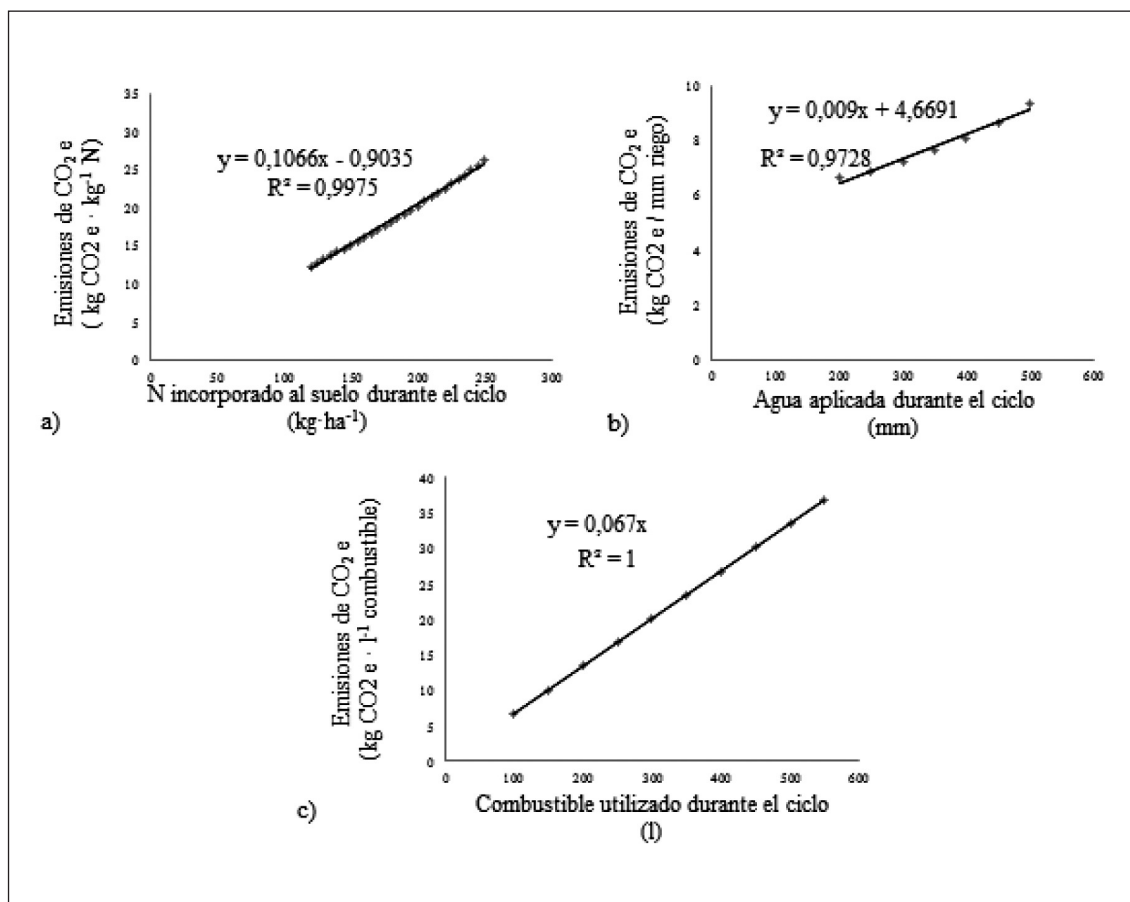 Emisiones de CO₂ e
( kg CO2 e · kg⁻¹ N)
35
30
25
20
15
10
5
0
y = 0,1066x - 0,9035
R² = 0,9975
0 50 100 150 200 250 300
N incorporado al suelo durante el ciclo
(kg·ha⁻¹)
a)
Emisiones de CO₂ e
(kg CO2 e / mm riego)
10
8
6
4
2
0
y = 0,009x + 4,6691
R² = 0,9728
0 100 200 300 400 500 600
Agua aplicada durante el ciclo
(mm)
b)
Emisiones de CO₂ e
(kg CO2 e · l⁻¹ combustible)
40
35
30
25
20
15
10
5
0
y = 0,067x
R² = 1
0 100 200 300 400 500 600
Combustible utilizado durante el ciclo
(l)
c)